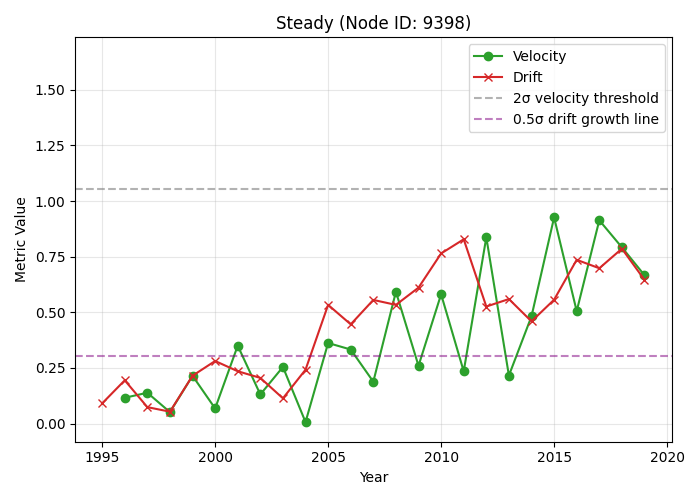 Steady (Node ID: 9398)
Velocity
Drift
2σ velocity threshold
0.5σ drift growth line
1.50
1.25
1.00
0.75
0.50
0.25
0.00
Metric Value
1995 2000 2005 2010 2015 2020
Year